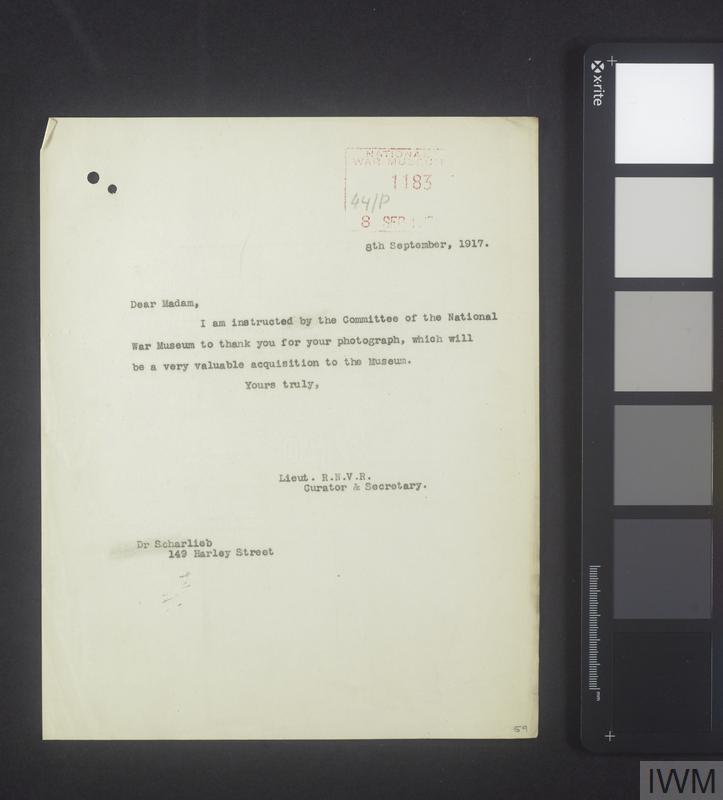 NATIONAL
WAR MUSEUM
1183
44/P
8 SEP
8th September, 1917.
Dear Madam,
I am instructed by the Committee of the National
War Museum to thank you for your photograph, which will
be a very valuable acquisition to the Museum.
Yours truly,
Lieut. R.N.V.R.
Curator & Secretary.
Dr Scharlieb
149 Harley Street
59
x-rite
mm
IWM